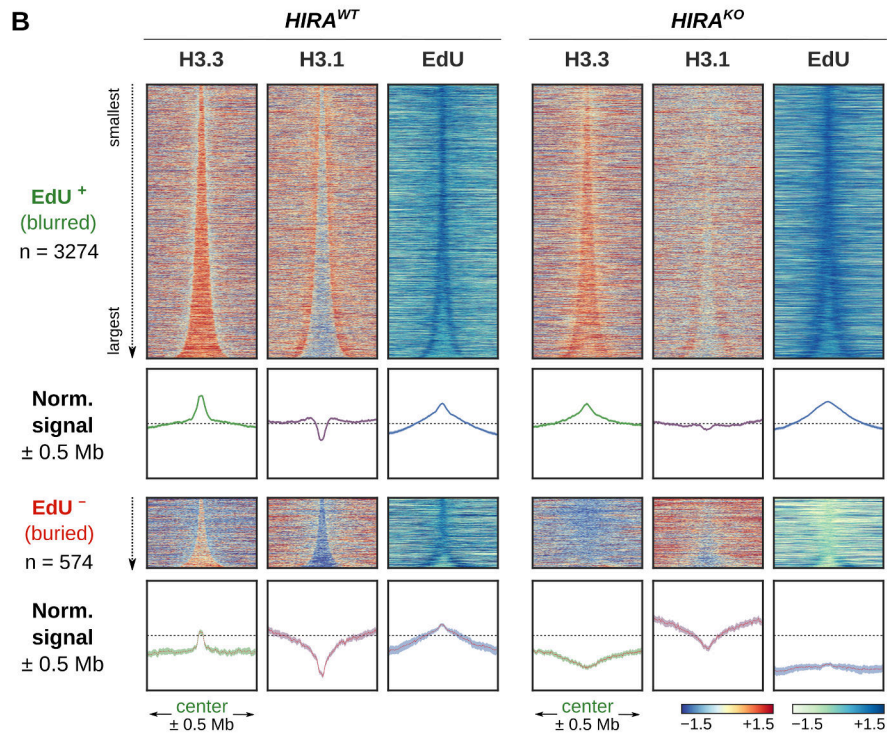 B
HIRA^WT
HIRA^KO
H3.3 H3.1 EdU H3.3 H3.1 EdU
smallest
largest
EdU +
(blurred)
n = 3274
Norm.
signal
± 0.5 Mb
EdU −
(buried)
n = 574
Norm.
signal
± 0.5 Mb
center
± 0.5 Mb
center
± 0.5 Mb
−1.5 +1.5
−1.5 +1.5